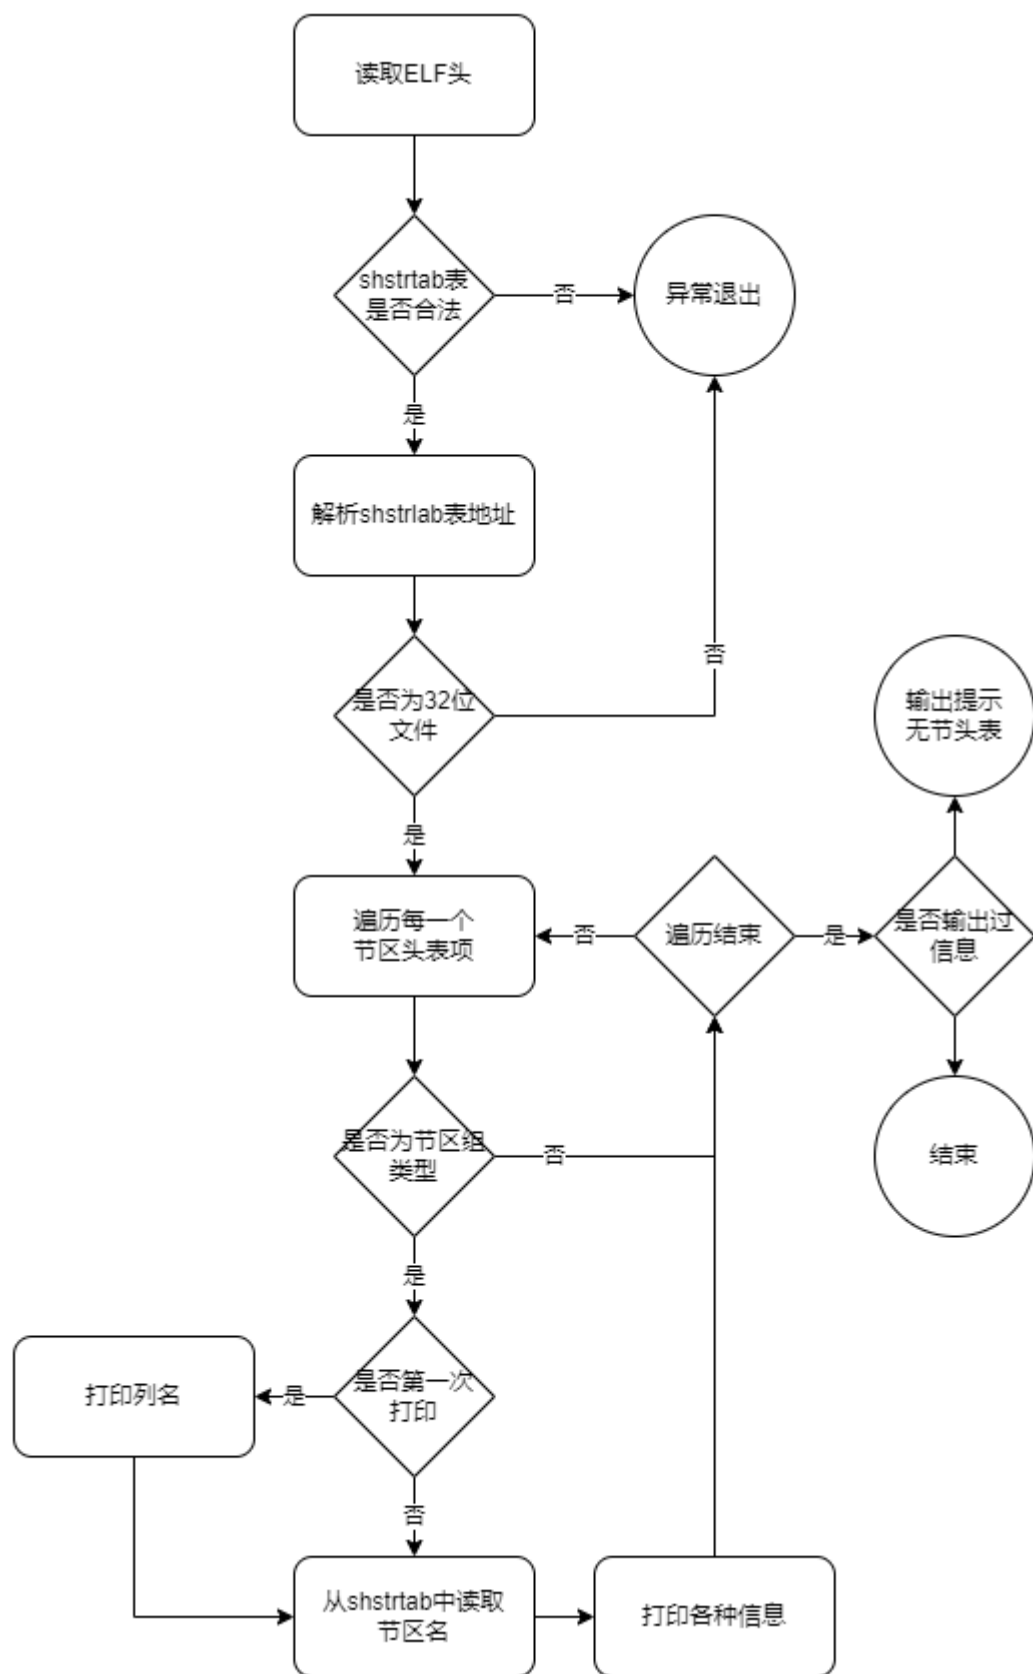 读取ELF头
shstrtab表
是否合法
否
异常退出
是
解析shstrlab表地址
是否为32位
文件
否
是
输出提示
无节头表
遍历每一个
节区头表项
否
遍历结束
是
是否输出过
信息
是否为节区组
类型
否
结束
是
是否第一次
打印
是
打印列名
否
从shstrtab中读取
节区名
打印各种信息